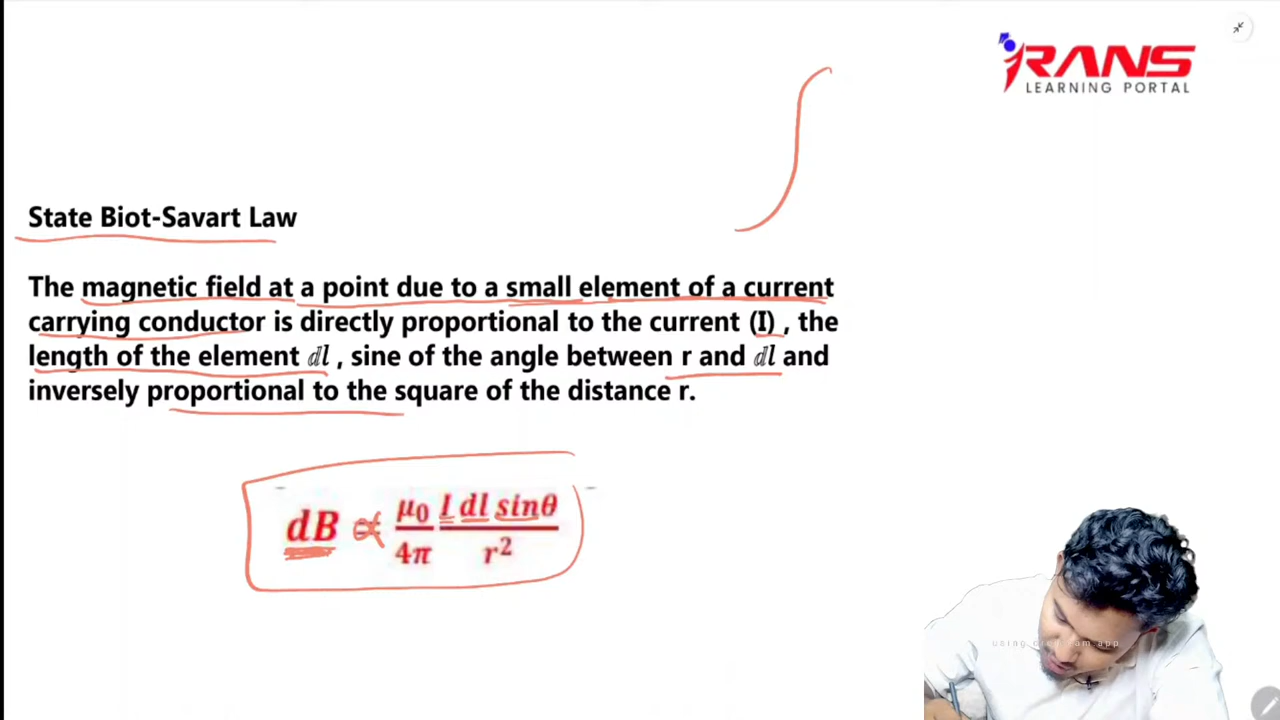 RANS
LEARNING PORTAL
State Biot-Savart Law
The magnetic field at a point due to a small element of a current
carrying conductor is directly proportional to the current (I) , the
length of the element 𝕕l , sine of the angle between r and 𝕕l and
inversely proportional to the square of the distance r.
dB ∝ μ0/4π I dl sinθ/r²